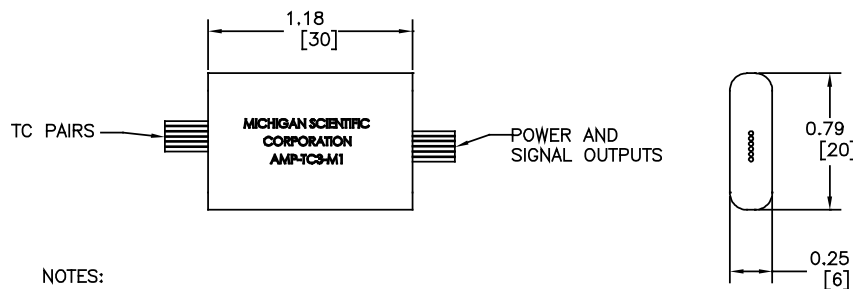 1.18
[30]
TC PAIRS
MICHIGAN SCIENTIFIC
CORPORATION
AMP-TC3-M1
POWER AND
SIGNAL OUTPUTS
0.79
[20]
0.25
[6]
NOTES: